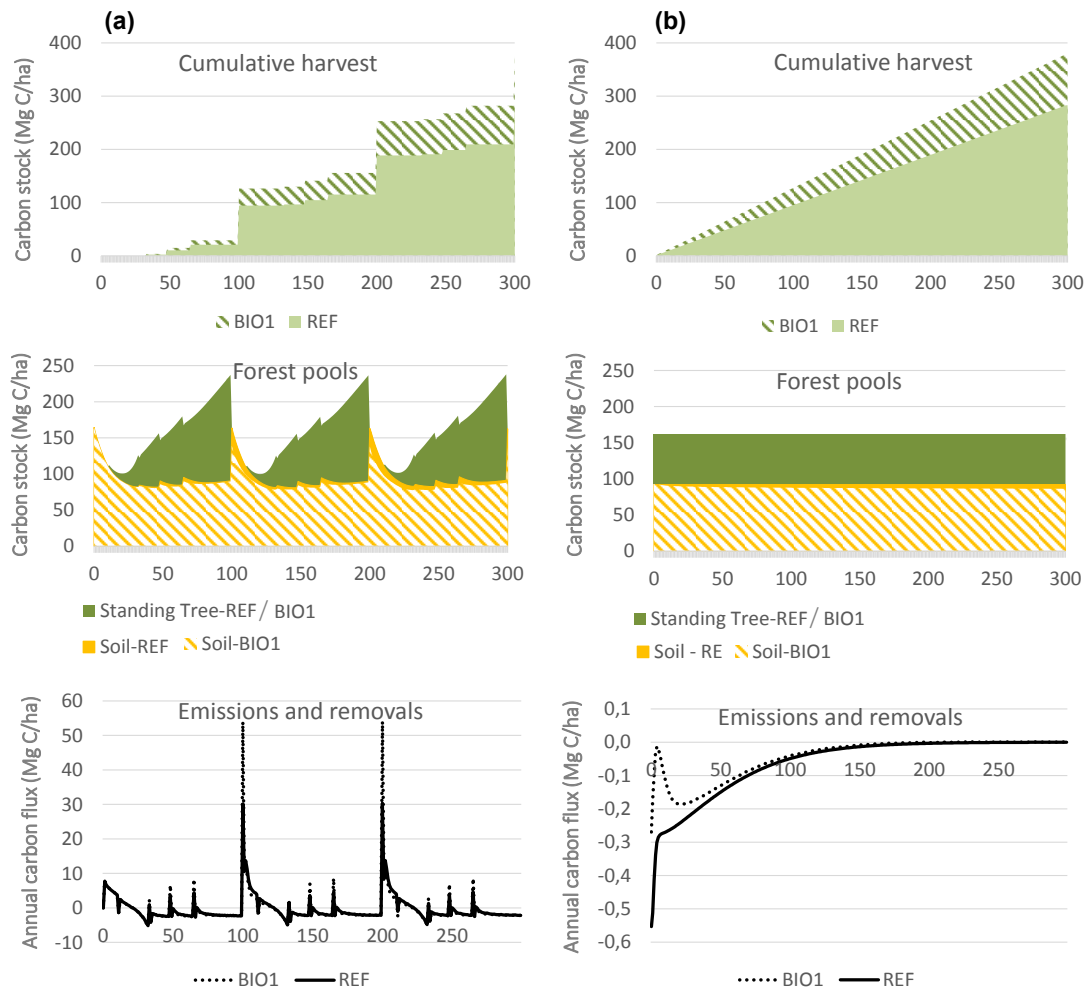 (a)
Cumulative harvest
Carbon stock (Mg C/ha)
400
300
200
100
0
0 50 100 150 200 250 300
BIO1 REF
Forest pools
Carbon stock (Mg C/ha)
250
200
150
100
50
0
0 50 100 150 200 250 300
Standing Tree-REF / BIO1
Soil-REF Soil-BIO1
Emissions and removals
Annual carbon flux (Mg C/ha)
60
50
40
30
20
10
0
-10
0 50 100 150 200 250
BIO1 REF
(b)
Cumulative harvest
Carbon stock (Mg C/ha)
400
300
200
100
0
0 50 100 150 200 250 300
BIO1 REF
Forest pools
Carbon stock (Mg C/ha)
250
200
150
100
50
0
0 50 100 150 200 250 300
Standing Tree-REF / BIO1
Soil - RE Soil-BIO1
Emissions and removals
Annual carbon flux (Mg C/ha)
0,1
0,0
-0,1
-0,2
-0,3
-0,4
-0,5
-0,6
0 50 100 150 200 250
BIO1 REF